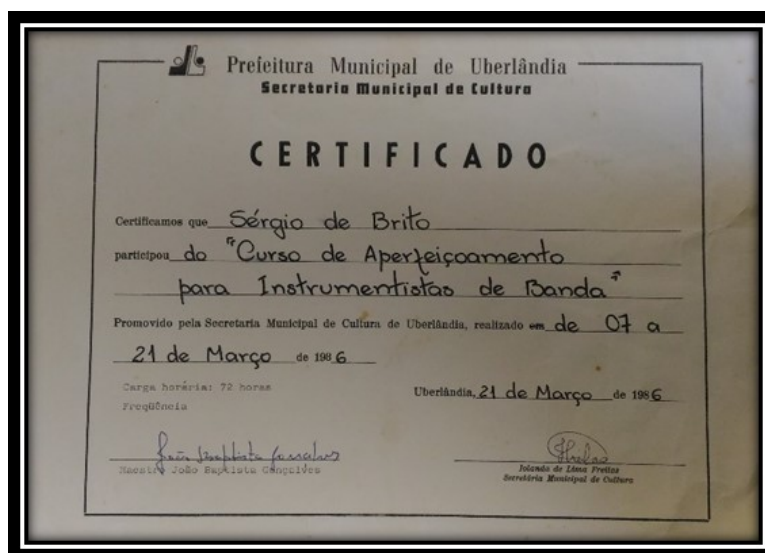 Prefeitura Municipal de Uberlândia
Secretaria Municipal de Cultura
CERTIFICADO
Certificamos que Sérgio de Brito
participou do "Curso de Aperfeiçoamento
para Instrumentistas de Banda"
Promovido pela Secretaria Municipal de Cultura de Uberlândia, realizado em de 07 a
21 de Março de 1986
Carga horária: 72 horas
Freqüência
Uberlândia, 21 de Março de 1986
João Baptista Gonçalves
Maestro João Baptista Gonçalves
Iolanda de Lima Freitas
Secretária Municipal de Cultura